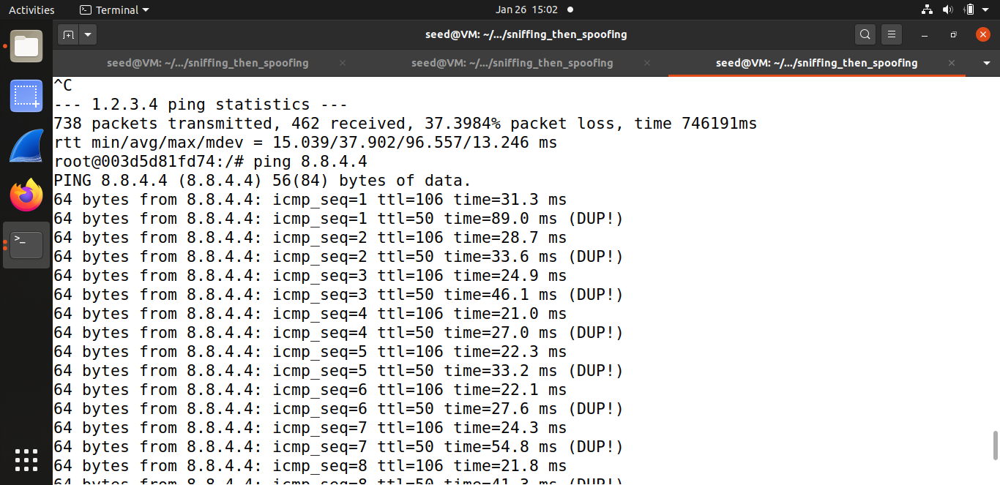 Activities
Terminal
Jan 26 15:02
seed@VM: ~/.../sniffing_then_spoofing
seed@VM: ~/.../sniffing_then_spoofing
seed@VM: ~/.../sniffing_then_spoofing
seed@VM: ~/.../sniffing_then_spoofing
^C
--- 1.2.3.4 ping statistics ---
738 packets transmitted, 462 received, 37.3984% packet loss, time 746191ms
rtt min/avg/max/mdev = 15.039/37.902/96.557/13.246 ms
root@003d5d81fd74:/# ping 8.8.4.4
PING 8.8.4.4 (8.8.4.4) 56(84) bytes of data.
64 bytes from 8.8.4.4: icmp_seq=1 ttl=106 time=31.3 ms
64 bytes from 8.8.4.4: icmp_seq=1 ttl=50 time=89.0 ms (DUP!)
64 bytes from 8.8.4.4: icmp_seq=2 ttl=106 time=28.7 ms
64 bytes from 8.8.4.4: icmp_seq=2 ttl=50 time=33.6 ms (DUP!)
64 bytes from 8.8.4.4: icmp_seq=3 ttl=106 time=24.9 ms
64 bytes from 8.8.4.4: icmp_seq=3 ttl=50 time=46.1 ms (DUP!)
64 bytes from 8.8.4.4: icmp_seq=4 ttl=106 time=21.0 ms
64 bytes from 8.8.4.4: icmp_seq=4 ttl=50 time=27.0 ms (DUP!)
64 bytes from 8.8.4.4: icmp_seq=5 ttl=106 time=22.3 ms
64 bytes from 8.8.4.4: icmp_seq=5 ttl=50 time=33.2 ms (DUP!)
64 bytes from 8.8.4.4: icmp_seq=6 ttl=106 time=22.1 ms
64 bytes from 8.8.4.4: icmp_seq=6 ttl=50 time=27.6 ms (DUP!)
64 bytes from 8.8.4.4: icmp_seq=7 ttl=106 time=24.3 ms
64 bytes from 8.8.4.4: icmp_seq=7 ttl=50 time=54.8 ms (DUP!)
64 bytes from 8.8.4.4: icmp_seq=8 ttl=106 time=21.8 ms
64 bytes from 8.8.4.4: icmp_seq=8 ttl=50 time=41.3 ms (DUP!)